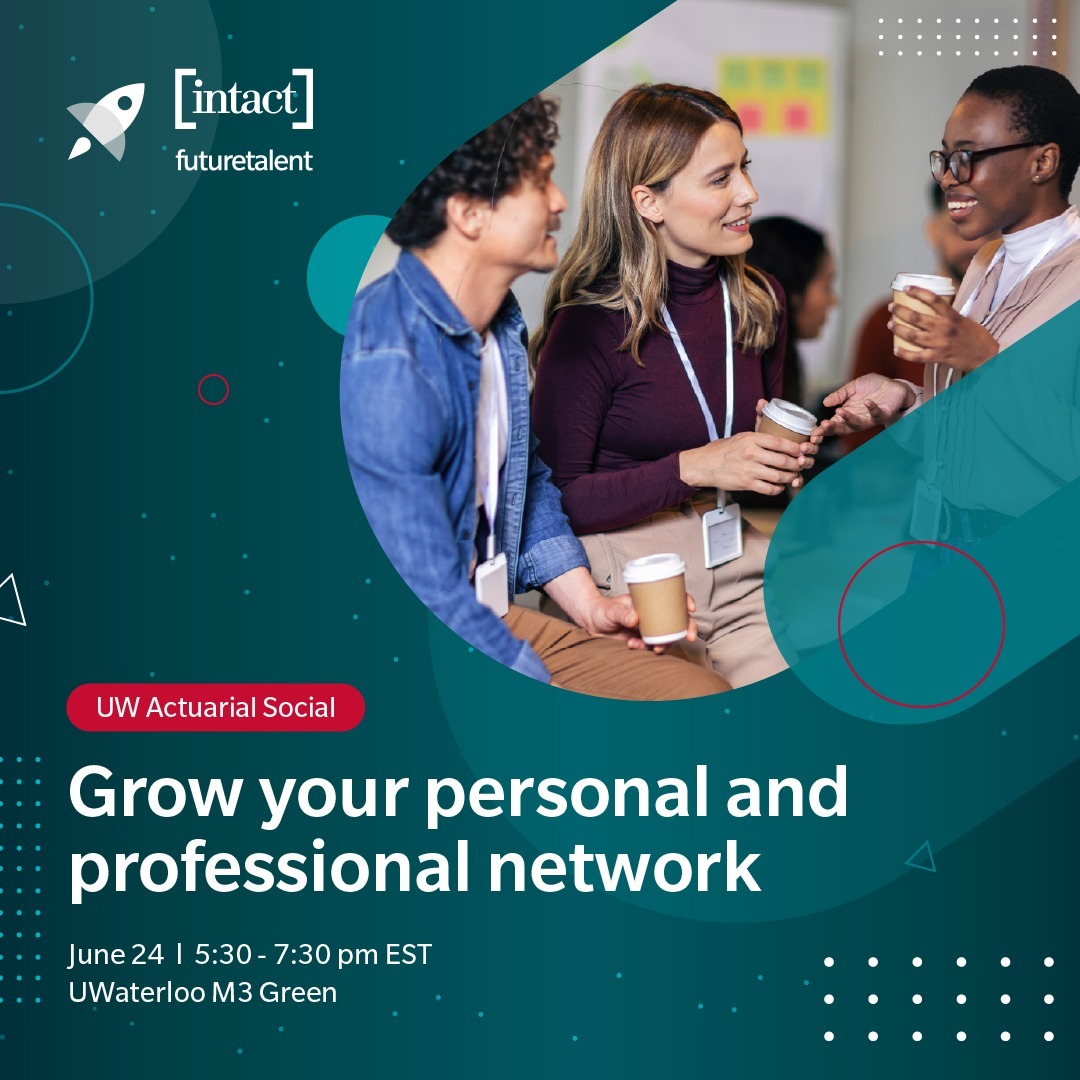 [intact]
futuretalent
UW Actuarial Social
Grow your personal and
professional network
June 24 | 5:30 - 7:30 pm EST
UWaterloo M3 Green